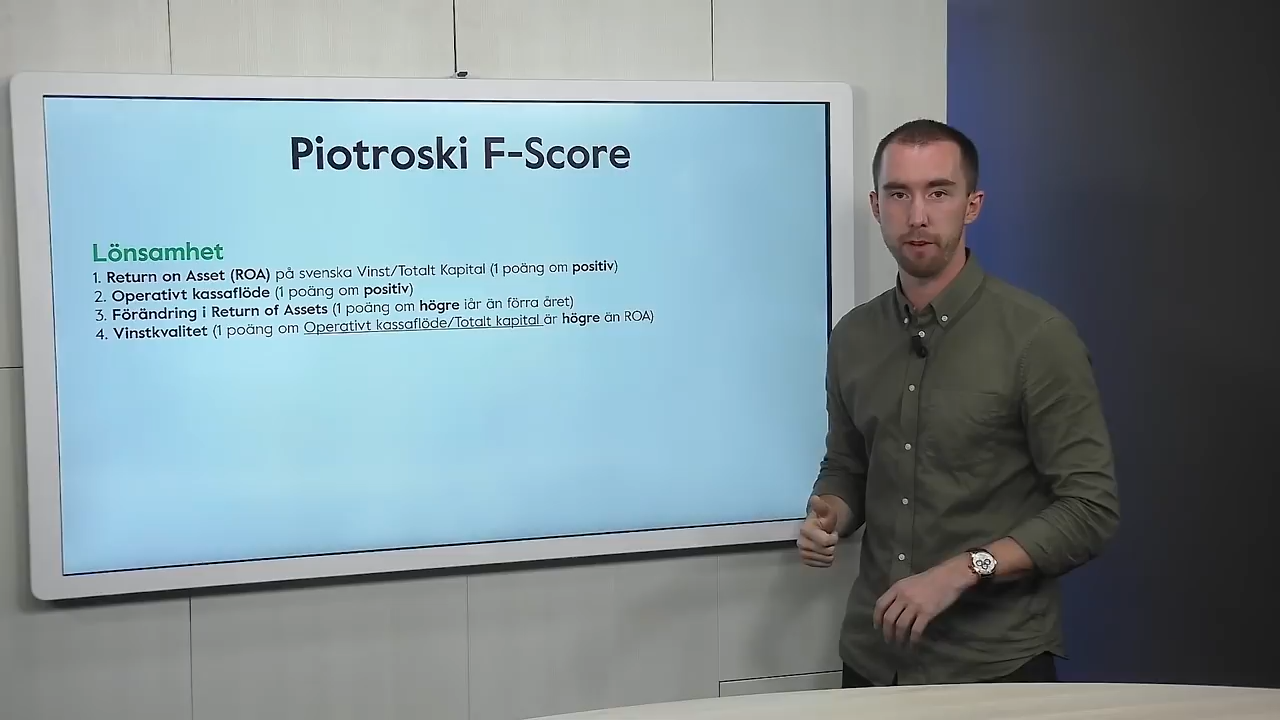 Piotroski F-Score
Lönsamhet
1. Return on Asset (ROA) på svenska Vinst/Totalt Kapital (1 poäng om positiv)
2. Operativt kassaflöde (1 poäng om positiv)
3. Förändring i Return of Assets (1 poäng om högre iår än förra året)
4. Vinstkvalitet (1 poäng om Operativt kassaflöde/Totalt kapital är högre än ROA)